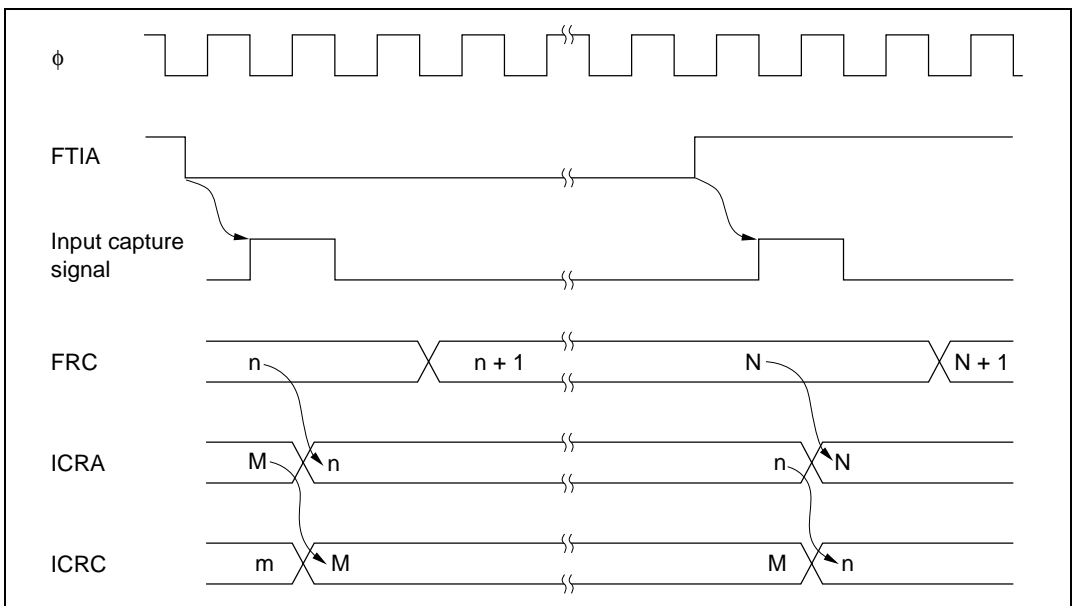 φ
FTIA
Input capture
signal
FRC n n + 1 N N + 1
ICRA M n n N
ICRC m M M n